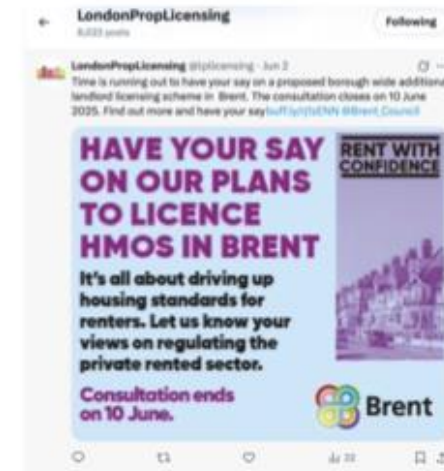 LondonPropLicensing
posts
Following
LondonPropLicensing @lplicensing · Jun 2
Time is running out to have your say on a proposed borough wide additiona
landlord licensing scheme in Brent. The consultation closes on 10 June
2025. Find out more and have your say @Brent_Council
HAVE YOUR SAY
ON OUR PLANS
TO LICENCE
HMOS IN BRENT
It's all about driving up
housing standards for
renters. Let us know your
views on regulating the
private rented sector.
Consultation ends
on 10 June.
RENT WITH
CONFIDENCE
Brent